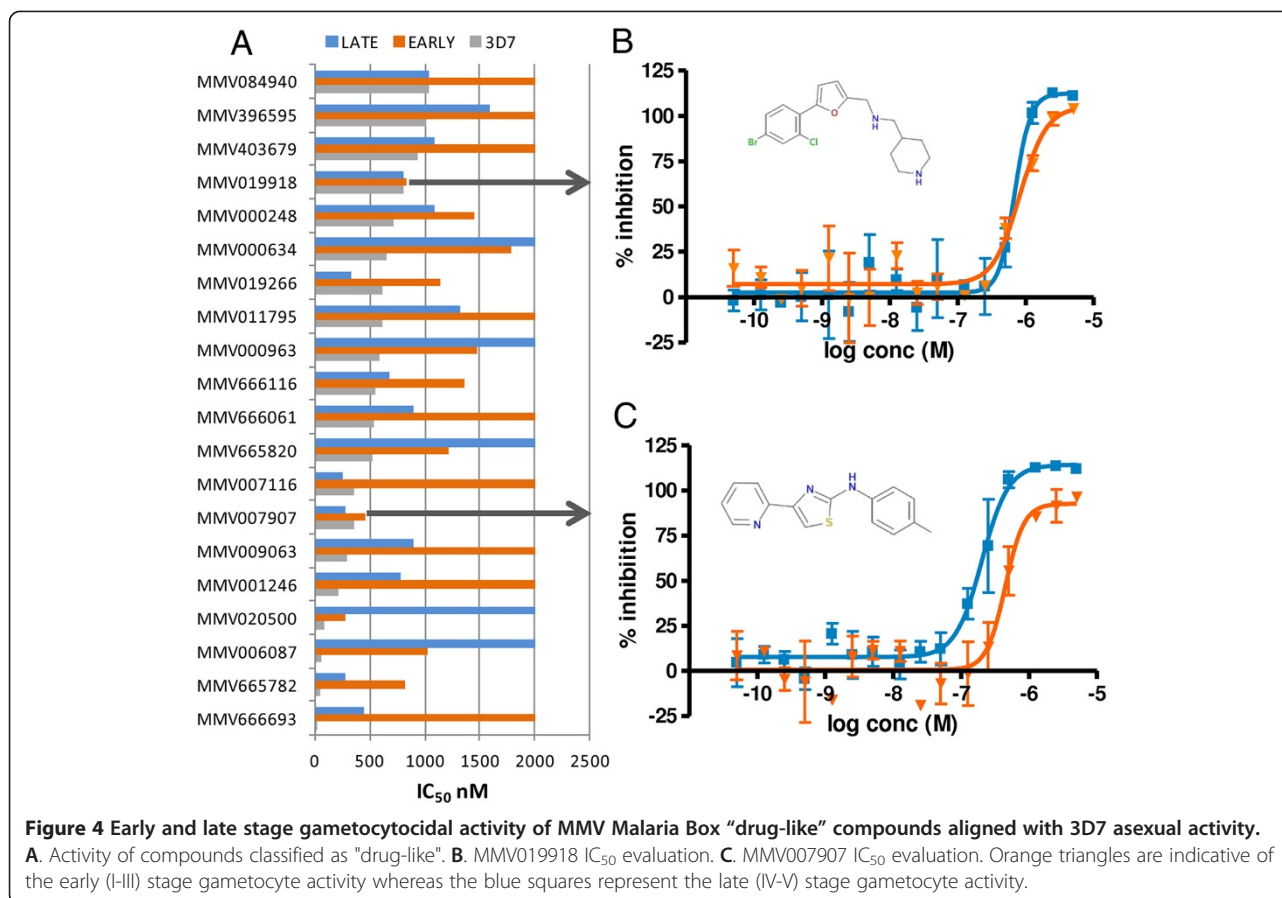 A
LATE EARLY 3D7
MMV084940
MMV396595
MMV403679
MMV019918
MMV000248
MMV000634
MMV019266
MMV011795
MMV000963
MMV666116
MMV666061
MMV665820
MMV007116
MMV007907
MMV009063
MMV001246
MMV020500
MMV006087
MMV665782
MMV666693
0 500 1000 1500 2000 2500
IC50 nM
B
125
100
75
50
25
0
-25
% inhbition
-10 -9 -8 -7 -6 -5
log conc (M)
Br
Cl
O
N
H
N
H
C
125
100
75
50
25
0
-25
% inhibiition
-10 -9 -8 -7 -6 -5
log conc (M)
N
N
S
H
N
Figure 4 Early and late stage gametocytocidal activity of MMV Malaria Box “drug-like” compounds aligned with 3D7 asexual activity.
A. Activity of compounds classified as "drug-like". B. MMV019918 IC50 evaluation. C. MMV007907 IC50 evaluation. Orange triangles are indicative of
the early (I-III) stage gametocyte activity whereas the blue squares represent the late (IV-V) stage gametocyte activity.